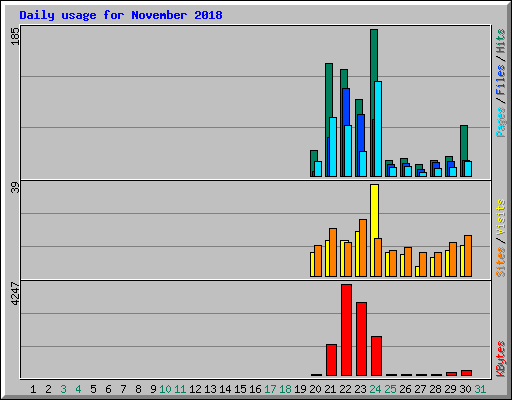 Daily usage for November 2018
185
Pages/Files/Hits
39
Sites/Visits
4247
KBytes
1 2 3 4 5 6 7 8 9 10 11 12 13 14 15 16 17 18 19 20 21 22 23 24 25 26 27 28 29 30 31